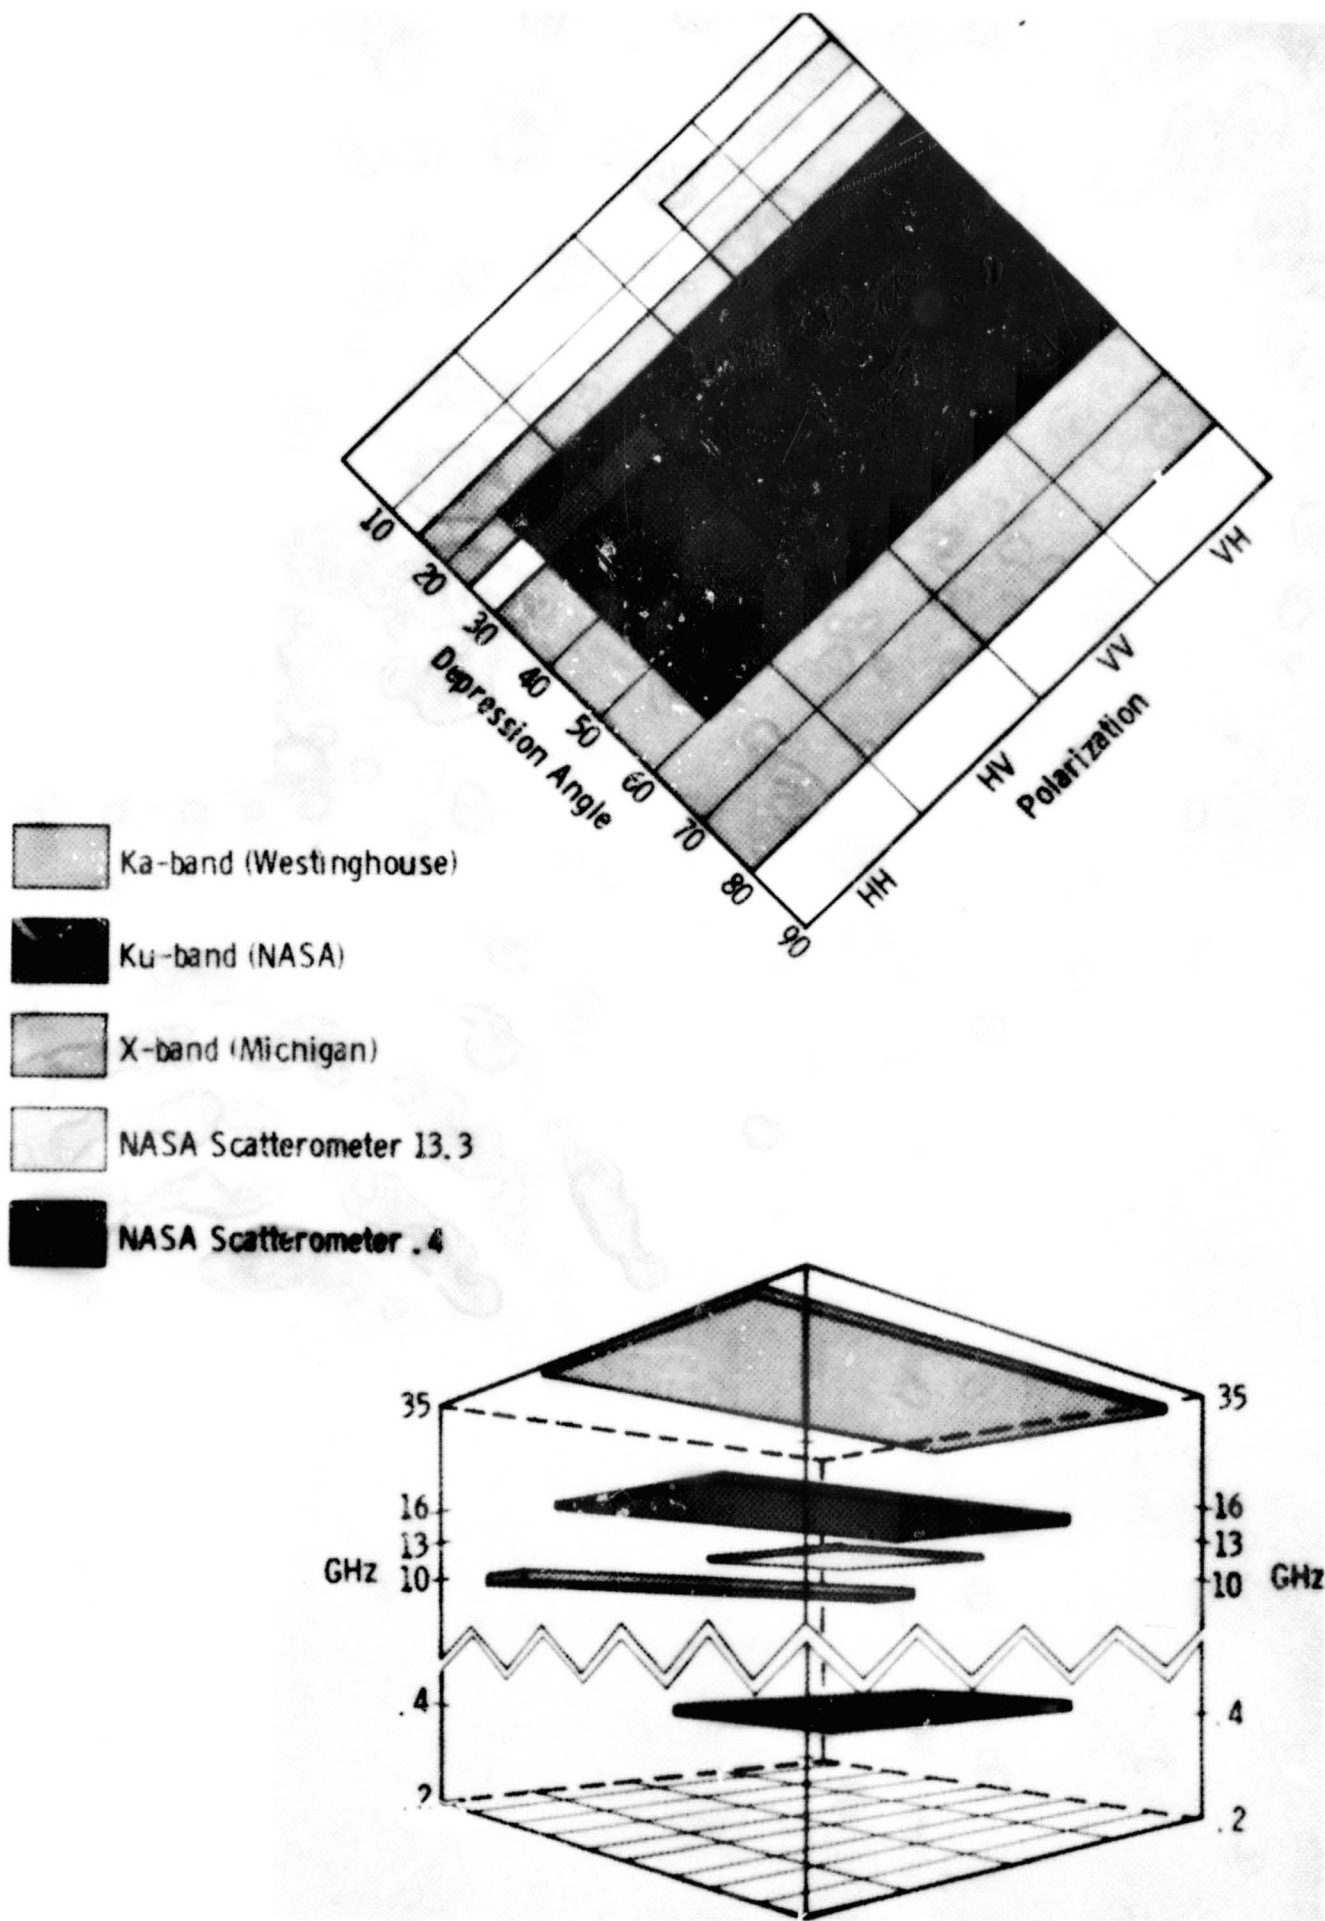 10
20
30
40
50
60
70
80
90
Depression Angle
HH
HV
VV
VH
Polarization
Ka-band (Westinghouse)
Ku-band (NASA)
X-band (Michigan)
NASA Scatterometer 13.3
NASA Scatterometer .4
35
16
13
GHz 10
.4
.2
35
16
13
10 GHz
.4
.2